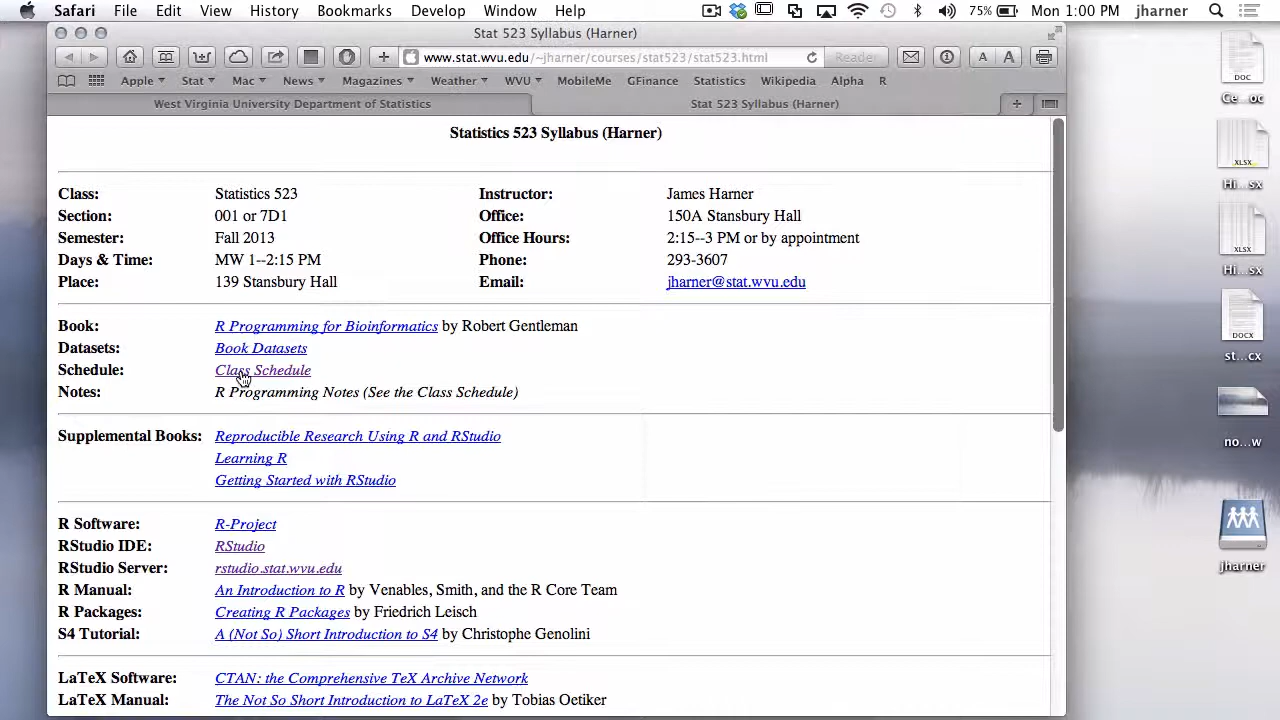 Safari File Edit View History Bookmarks Develop Window Help 75% Mon 1:00 PM jharner
Stat 523 Syllabus (Harner)
www.stat.wvu.edu/~jharner/courses/stat523/stat523.html Reader A A
Apple Stat Mac News Magazines Weather WVU MobileMe GFinance Statistics Wikipedia Alpha R
West Virginia University Department of Statistics Stat 523 Syllabus (Harner)
Statistics 523 Syllabus (Harner)
Class: Statistics 523 Instructor: James Harner
Section: 001 or 7D1 Office: 150A Stansbury Hall
Semester: Fall 2013 Office Hours: 2:15--3 PM or by appointment
Days & Time: MW 1--2:15 PM Phone: 293-3607
Place: 139 Stansbury Hall Email: jharner@stat.wvu.edu
Book: R Programming for Bioinformatics by Robert Gentleman
Datasets: Book Datasets
Schedule: Class Schedule
Notes: R Programming Notes (See the Class Schedule)
Supplemental Books: Reproducible Research Using R and RStudio
Learning R
Getting Started with RStudio
R Software: R-Project
RStudio IDE: RStudio
RStudio Server: rstudio.stat.wvu.edu
R Manual: An Introduction to R by Venables, Smith, and the R Core Team
R Packages: Creating R Packages by Friedrich Leisch
S4 Tutorial: A (Not So) Short Introduction to S4 by Christophe Genolini
LaTeX Software: CTAN: the Comprehensive TeX Archive Network
LaTeX Manual: The Not So Short Introduction to LaTeX 2e by Tobias Oetiker
DOC
Ce...oc
XLSX
Hi...sx
XLSX
Hi...sx
DOCX
st...cx
no...w
jharner